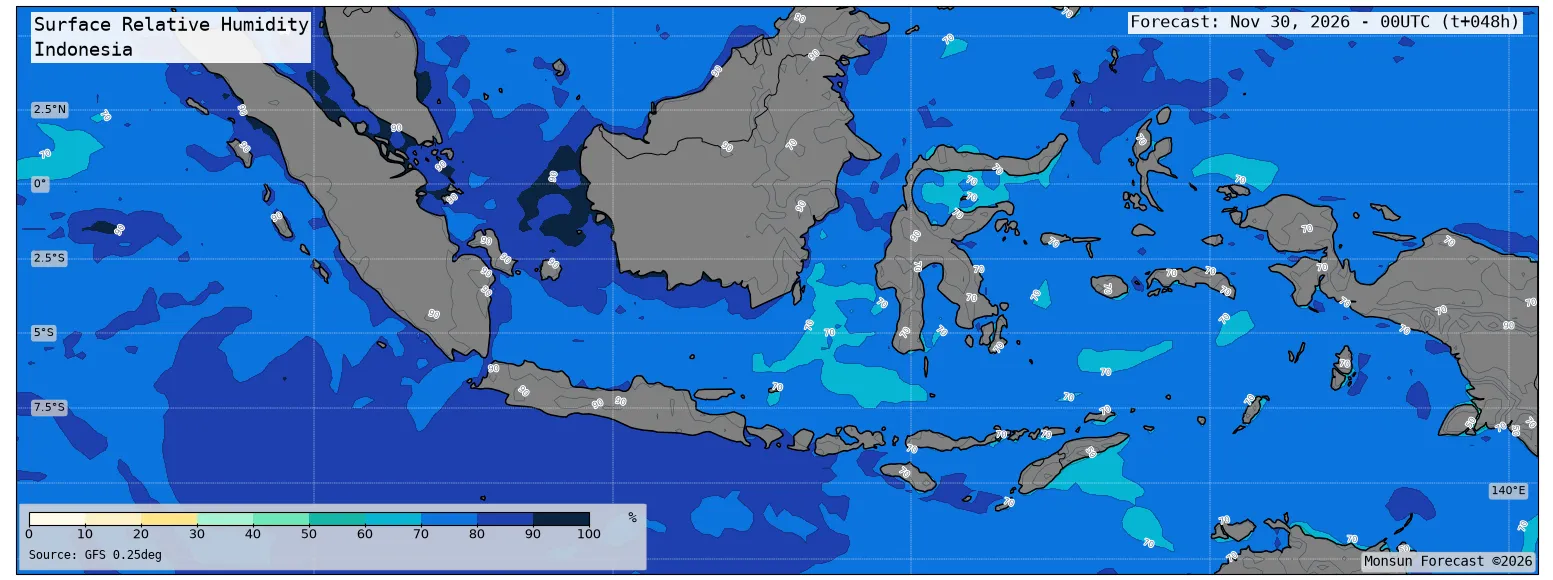 Surface Relative Humidity
Indonesia
Forecast: Nov 30, 2026 - 00UTC (t+048h)
2.5°N
0°
2.5°S
5°S
7.5°S
140°E
0 10 20 30 40 50 60 70 80 90 100 %
Source: GFS 0.25deg
Monsun Forecast ©2026